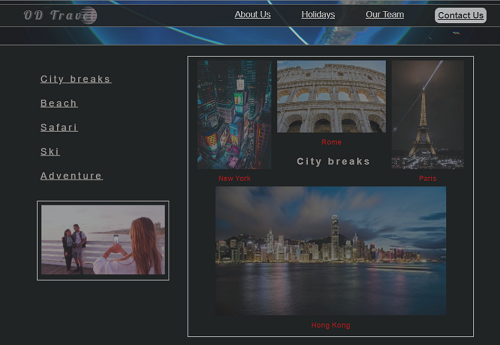 OD Travel
About Us
Holidays
Our Team
Contact Us
City breaks
Beach
Safari
Ski
Adventure
Rome
City breaks
New York
Paris
Hong Kong